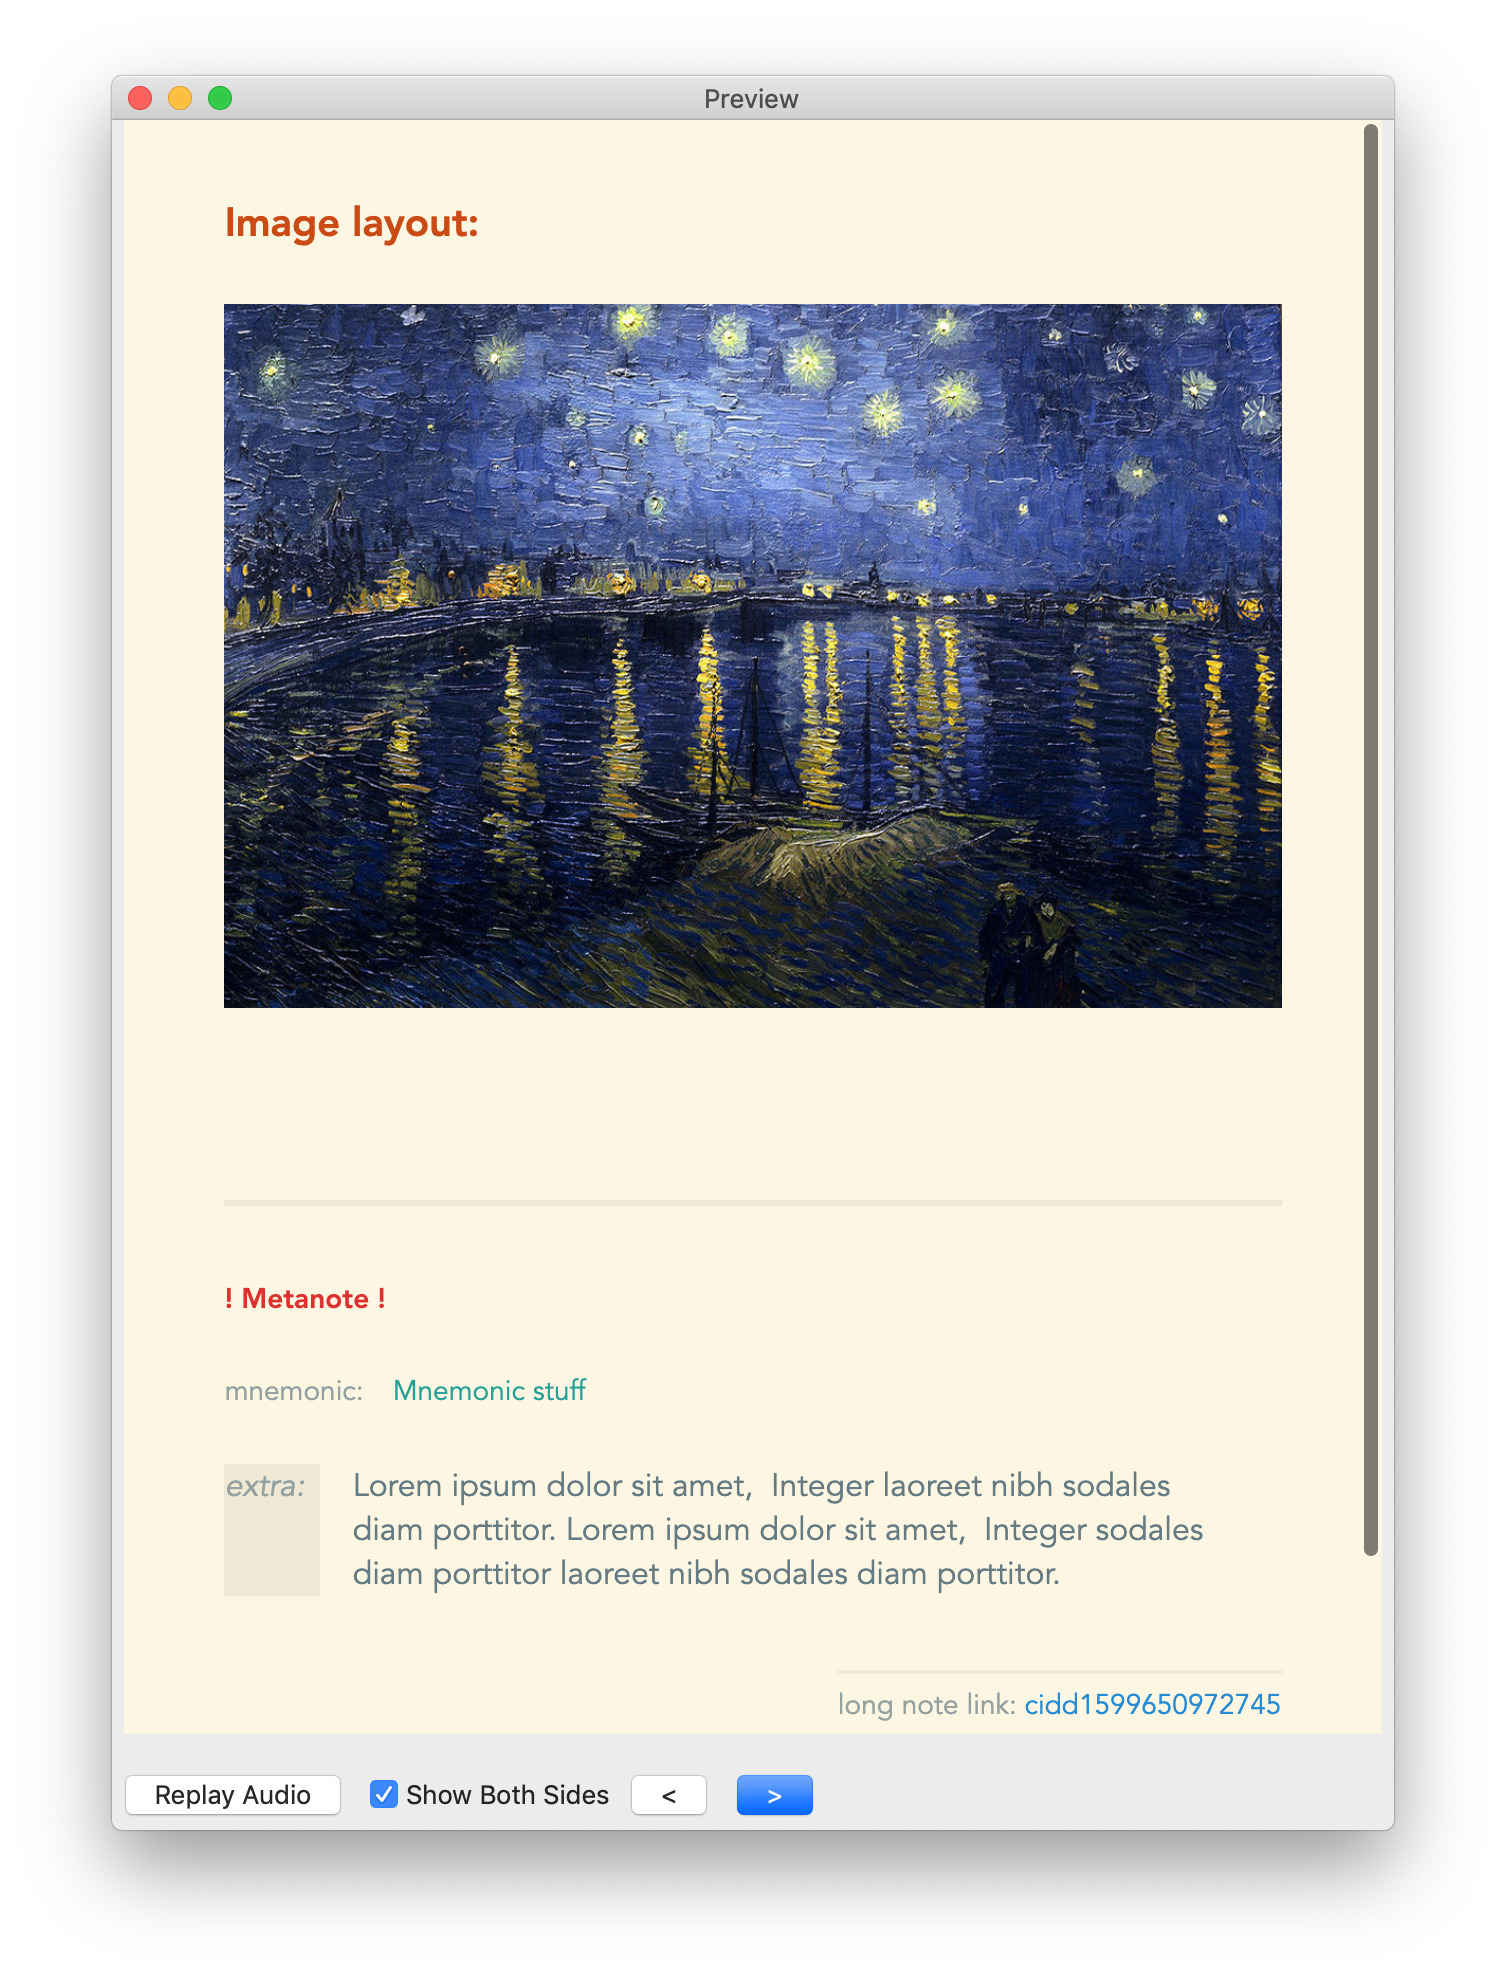 Preview
Image layout:
! Metanote !
mnemonic: Mnemonic stuff
extra: Lorem ipsum dolor sit amet,  Integer laoreet nibh sodales
diam porttitor. Lorem ipsum dolor sit amet,  Integer sodales
diam porttitor laoreet nibh sodales diam porttitor.
long note link: cidd1599650972745
Replay Audio Show Both Sides < >